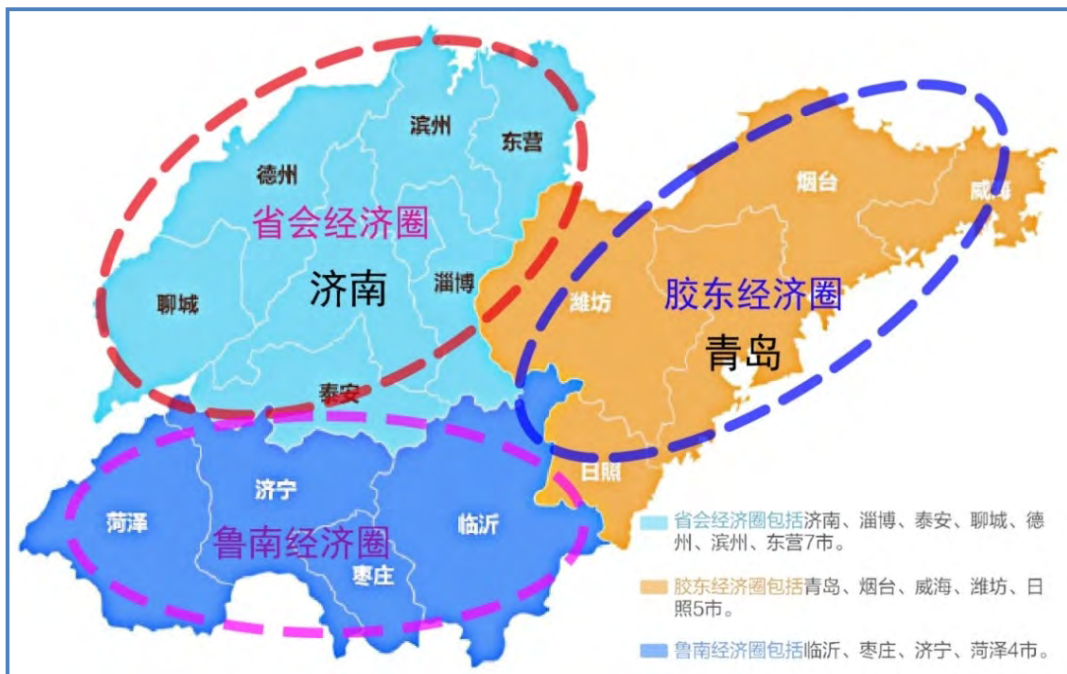 滨州
东营
德州
烟台
威海
省会经济圈
淄博
济南
聊城
潍坊
胶东经济圈
青岛
泰安
日照
济宁
菏泽
临沂
鲁南经济圈
枣庄
省会经济圈包括济南、淄博、泰安、聊城、德
州、滨州、东营7市。
胶东经济圈包括青岛、烟台、威海、潍坊、日
照5市。
鲁南经济圈包括临沂、枣庄、济宁、菏泽4市。